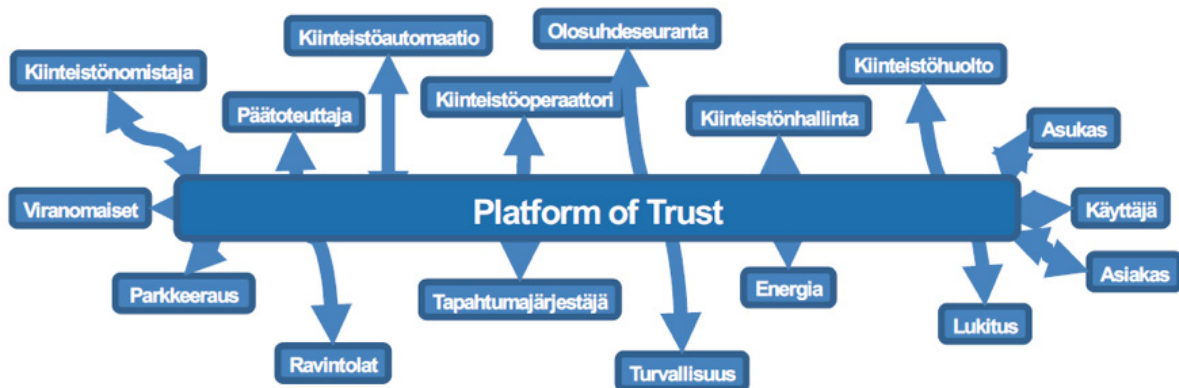 Olosuhdeseuranta
Kiinteistöautomaatio
Kiinteistöhuolto
Kiinteistönomistaja
Kiinteistöoperaattori
Päätoteuttaja
Kiinteistönhallinta
Asukas
Viranomaiset
Platform of Trust
Käyttäjä
Parkkeeraus
Tapahtumajärjestäjä
Energia
Asiakas
Lukitus
Ravintolat
Turvallisuus